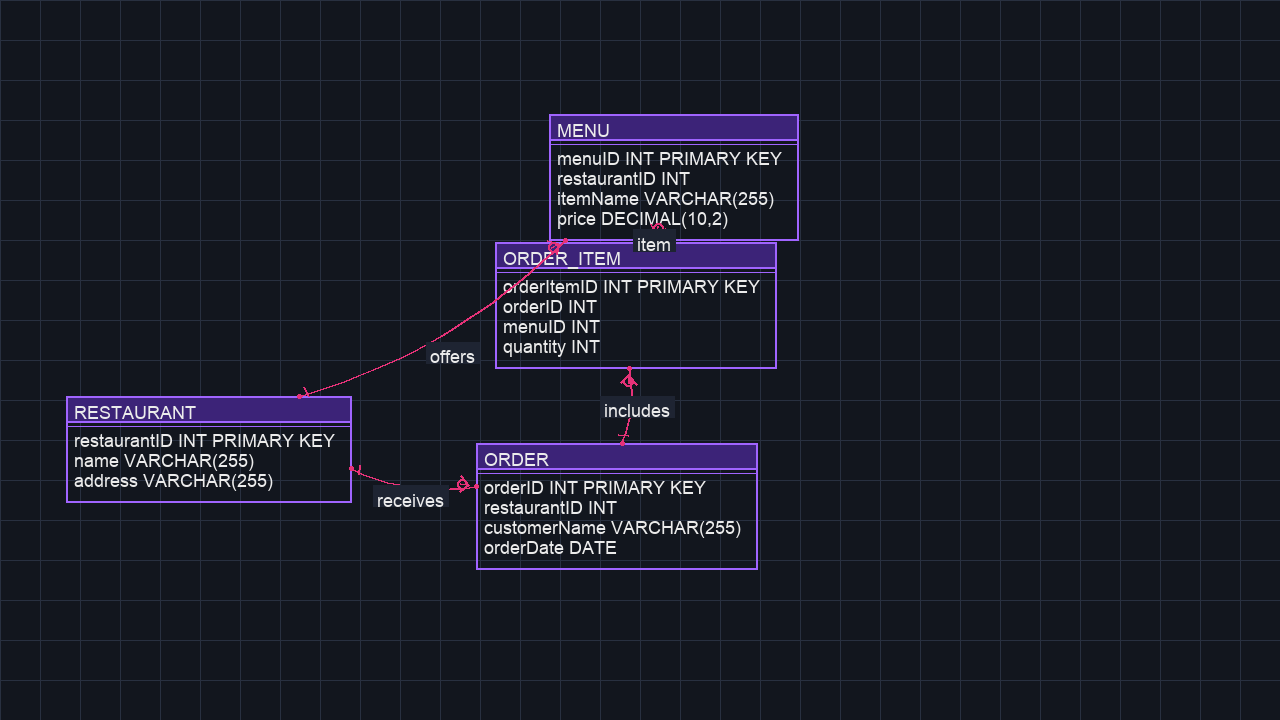 MENU
menuID INT PRIMARY KEY
restaurantID INT
itemName VARCHAR(255)
price DECIMAL(10,2)
item
ORDER_ITEM
orderItemID INT PRIMARY KEY
orderID INT
menuID INT
quantity INT
offers
includes
RESTAURANT
restaurantID INT PRIMARY KEY
name VARCHAR(255)
address VARCHAR(255)
receives
ORDER
orderID INT PRIMARY KEY
restaurantID INT
customerName VARCHAR(255)
orderDate DATE